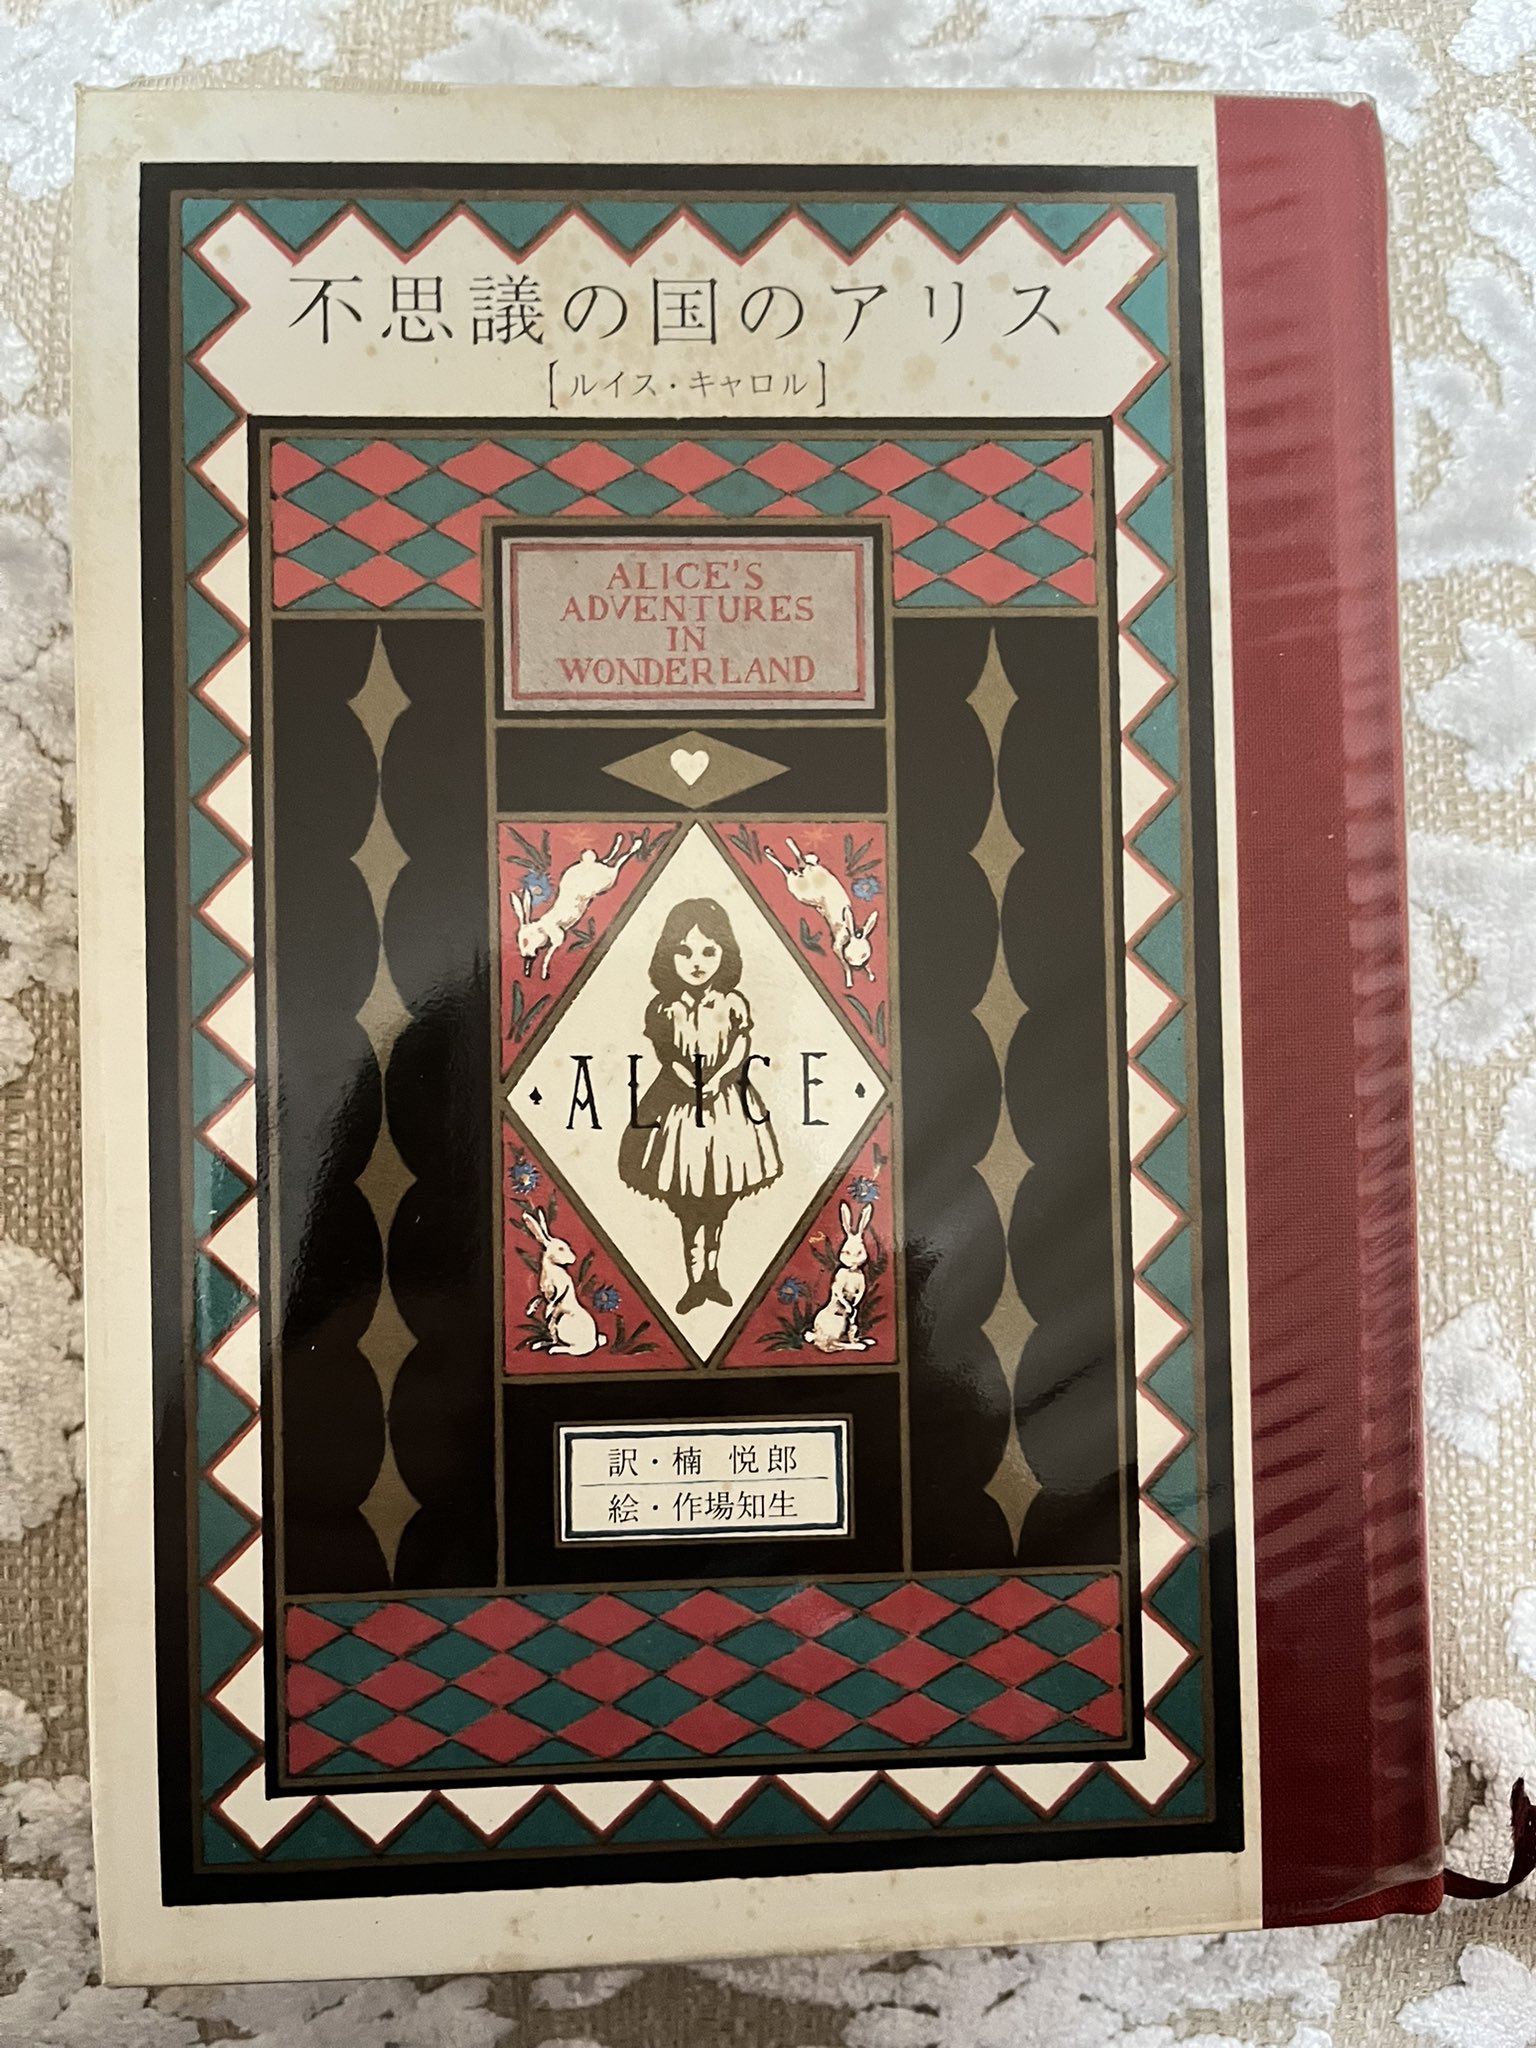 不思議の国のアリス
[ルイス・キャロル]
ALICE'S
ADVENTURES
IN
WONDERLAND
ALICE
訳・楠 悦郎
絵・作場知生